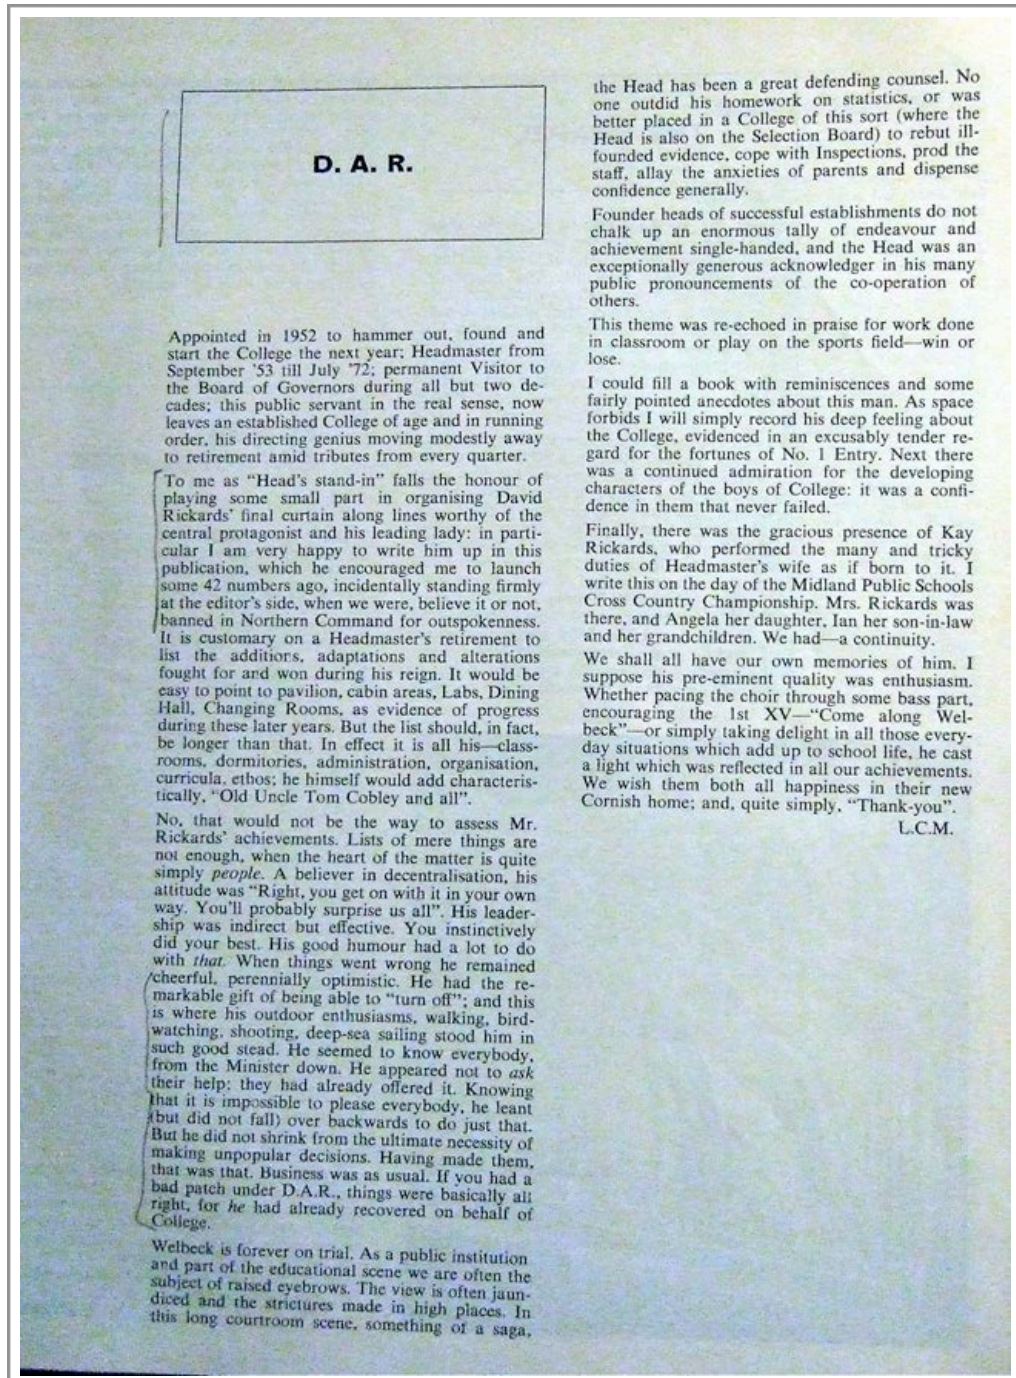 D. A. R.
Appointed in 1952 to hammer out, found and
start the College the next year; Headmaster from
September '53 till July '72; permanent Visitor to
the Board of Governors during all but two de-
cades; this public servant in the real sense, now
leaves an established College of age and in running
order, his directing genius moving modestly away
to retirement amid tributes from every quarter.
To me as “Head's stand-in” falls the honour of
playing some small part in organising David
Rickards' final curtain along lines worthy of the
central protagonist and his leading lady: in parti-
cular I am very happy to write him up in this
publication, which he encouraged me to launch
some 42 numbers ago, incidentally standing firmly
at the editor's side, when we were, believe it or not,
banned in Northern Command for outspokenness.
It is customary on a Headmaster's retirement to
list the additions, adaptations and alterations
fought for and won during his reign. It would be
easy to point to pavilion, cabin areas, Labs, Dining
Hall, Changing Rooms, as evidence of progress
during these later years. But the list should, in fact,
be longer than that. In effect it is all his—class-
rooms, dormitories, administration, organisation,
curricula, ethos; he himself would add characteris-
tically, “Old Uncle Tom Cobley and all”.
No, that would not be the way to assess Mr.
Rickards' achievements. Lists of mere things are
not enough, when the heart of the matter is quite
simply people. A believer in decentralisation, his
attitude was “Right, you get on with it in your own
way. You'll probably surprise us all”. His leader-
ship was indirect but effective. You instinctively
did your best. His good humour had a lot to do
with that. When things went wrong he remained
cheerful, perennially optimistic. He had the re-
markable gift of being able to “turn off”; and this
is where his outdoor enthusiasms, walking, bird-
watching, shooting, deep-sea sailing stood him in
such good stead. He seemed to know everybody,
from the Minister down. He appeared not to ask
their help: they had already offered it. Knowing
that it is impossible to please everybody, he leant
(but did not fall) over backwards to do just that.
But he did not shrink from the ultimate necessity of
making unpopular decisions. Having made them,
that was that. Business was as usual. If you had a
bad patch under D.A.R., things were basically all
right, for he had already recovered on behalf of
College.
Welbeck is forever on trial. As a public institution
and part of the educational scene we are often the
subject of raised eyebrows. The view is often jaun-
diced and the strictures made in high places. In
this long courtroom scene, something of a saga,
the Head has been a great defending counsel. No
one outdid his homework on statistics, or was
better placed in a College of this sort (where the
Head is also on the Selection Board) to rebut ill-
founded evidence, cope with Inspections, prod the
staff, allay the anxieties of parents and dispense
confidence generally.
Founder heads of successful establishments do not
chalk up an enormous tally of endeavour and
achievement single-handed, and the Head was an
exceptionally generous acknowledger in his many
public pronouncements of the co-operation of
others.
This theme was re-echoed in praise for work done
in classroom or play on the sports field—win or
lose.
I could fill a book with reminiscences and some
fairly pointed anecdotes about this man. As space
forbids I will simply record his deep feeling about
the College, evidenced in an excusably tender re-
gard for the fortunes of No. 1 Entry. Next there
was a continued admiration for the developing
characters of the boys of College: it was a confi-
dence in them that never failed.
Finally, there was the gracious presence of Kay
Rickards, who performed the many and tricky
duties of Headmaster's wife as if born to it. I
write this on the day of the Midland Public Schools
Cross Country Championship. Mrs. Rickards was
there, and Angela her daughter, Ian her son-in-law
and her grandchildren. We had—a continuity.
We shall all have our own memories of him. I
suppose his pre-eminent quality was enthusiasm.
Whether pacing the choir through some bass part,
encouraging the 1st XV—“Come along Wel-
beck”—or simply taking delight in all those every-
day situations which add up to school life, he cast
a light which was reflected in all our achievements.
We wish them both all happiness in their new
Cornish home; and, quite simply, “Thank-you”.
L.C.M.